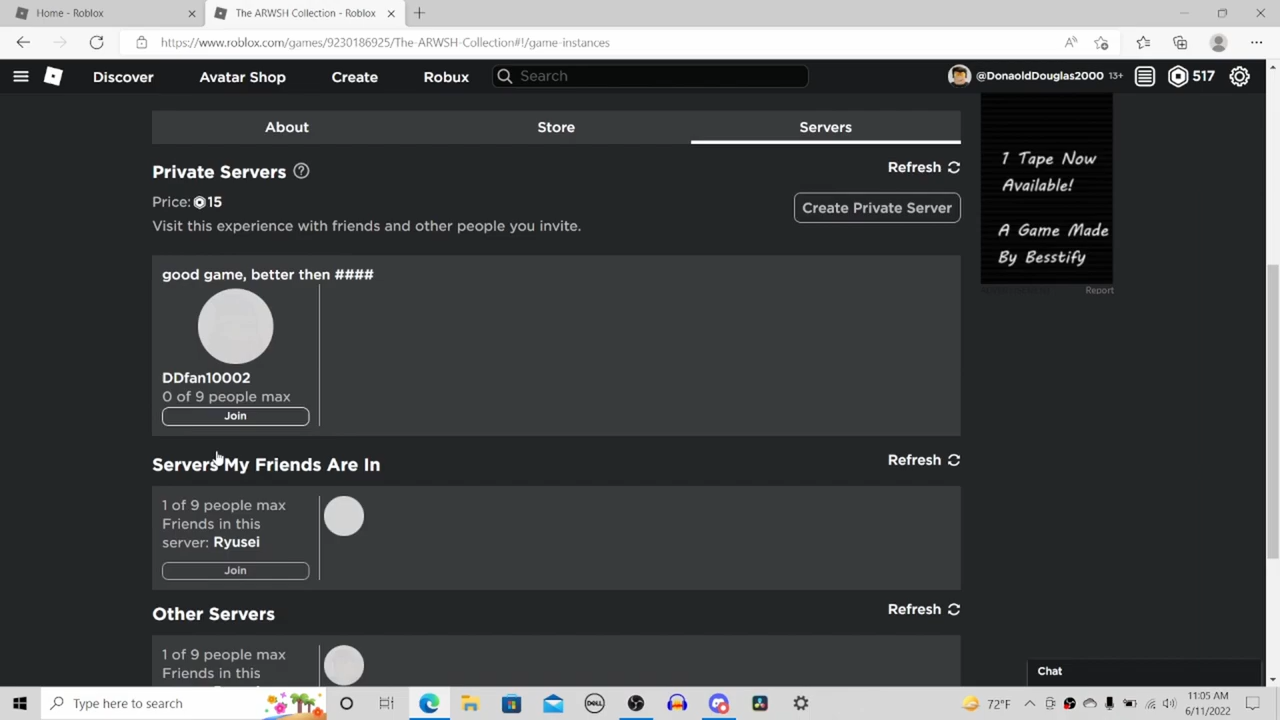 Home - Roblox
The ARWSH Collection - Roblox
https://www.roblox.com/games/9230186925/The-ARWSH-Collection#!/game-instances
Discover
Avatar Shop
Create
Robux
Search
@DonaoldDouglas2000 13+
517
About
Store
Servers
Private Servers
Refresh
Price: 15
Create Private Server
Visit this experience with friends and other people you invite.
good game, better then ####
DDfan10002
0 of 9 people max
Join
1 Tape Now
Available!
A Game Made
By Besstify
Report
Servers My Friends Are In
Refresh
1 of 9 people max
Friends in this
server: Ryusei
Join
Other Servers
Refresh
1 of 9 people max
Friends in this
Chat
Type here to search
DELL
72°F
11:05 AM
6/11/2022